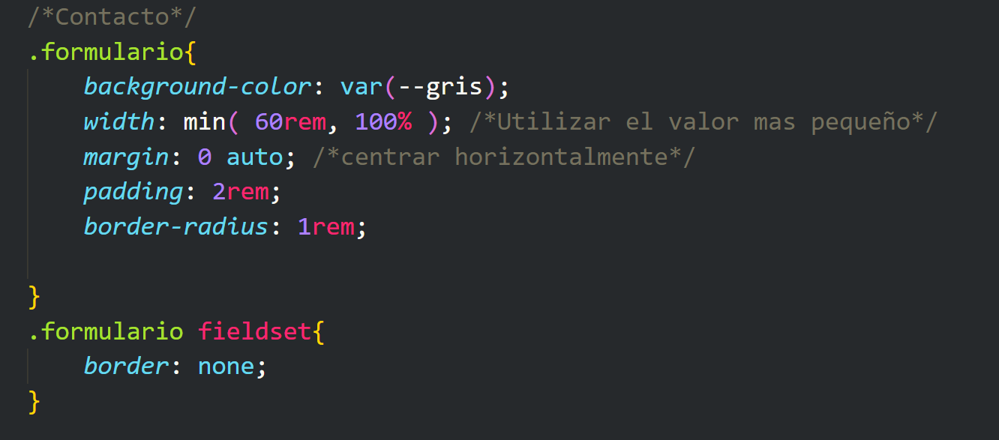 /*Contacto*/
.formulario{
    background-color: var(--gris);
    width: min( 60rem, 100% ); /*Utilizar el valor mas pequeño*/
    margin: 0 auto; /*centrar horizontalmente*/
    padding: 2rem;
    border-radius: 1rem;
}
.formulario fieldset{
    border: none;
}